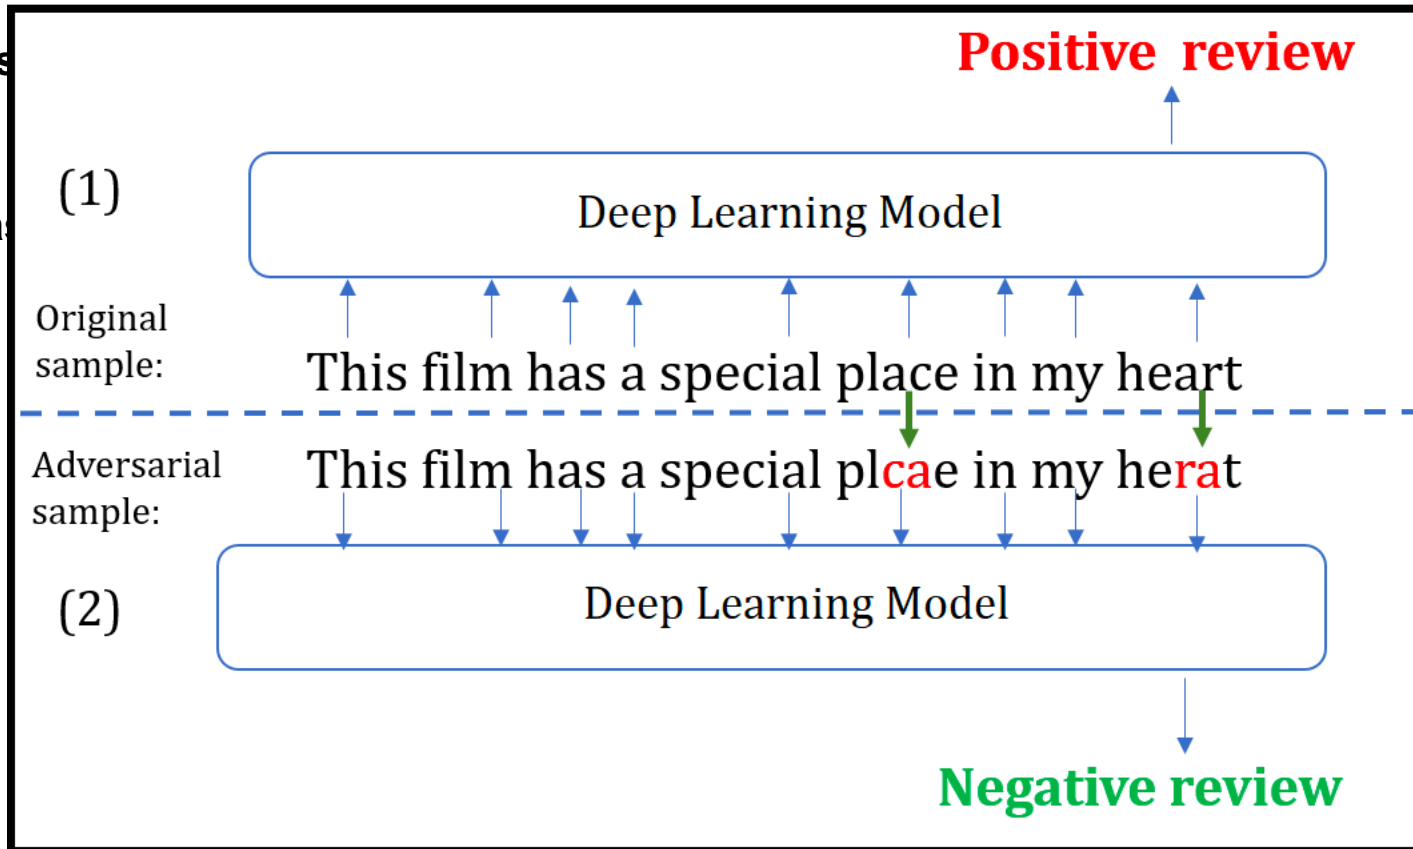 Positive review
(1)
Deep Learning Model
Original
sample:
This film has a special place in my heart
Adversarial
sample:
This film has a special plcae in my herat
(2)
Deep Learning Model
Negative review